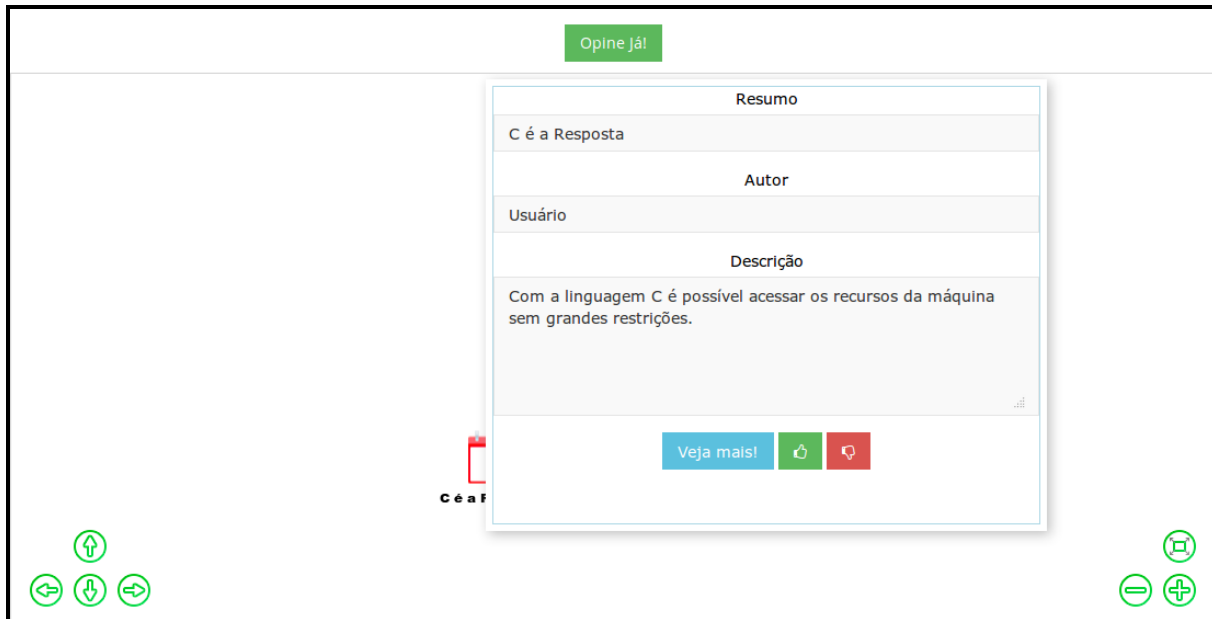 Opine Já!
Resumo
C é a Resposta
Autor
Usuário
Descrição
Com a linguagem C é possível acessar os recursos da máquina
sem grandes restrições.
Veja mais!
C é a